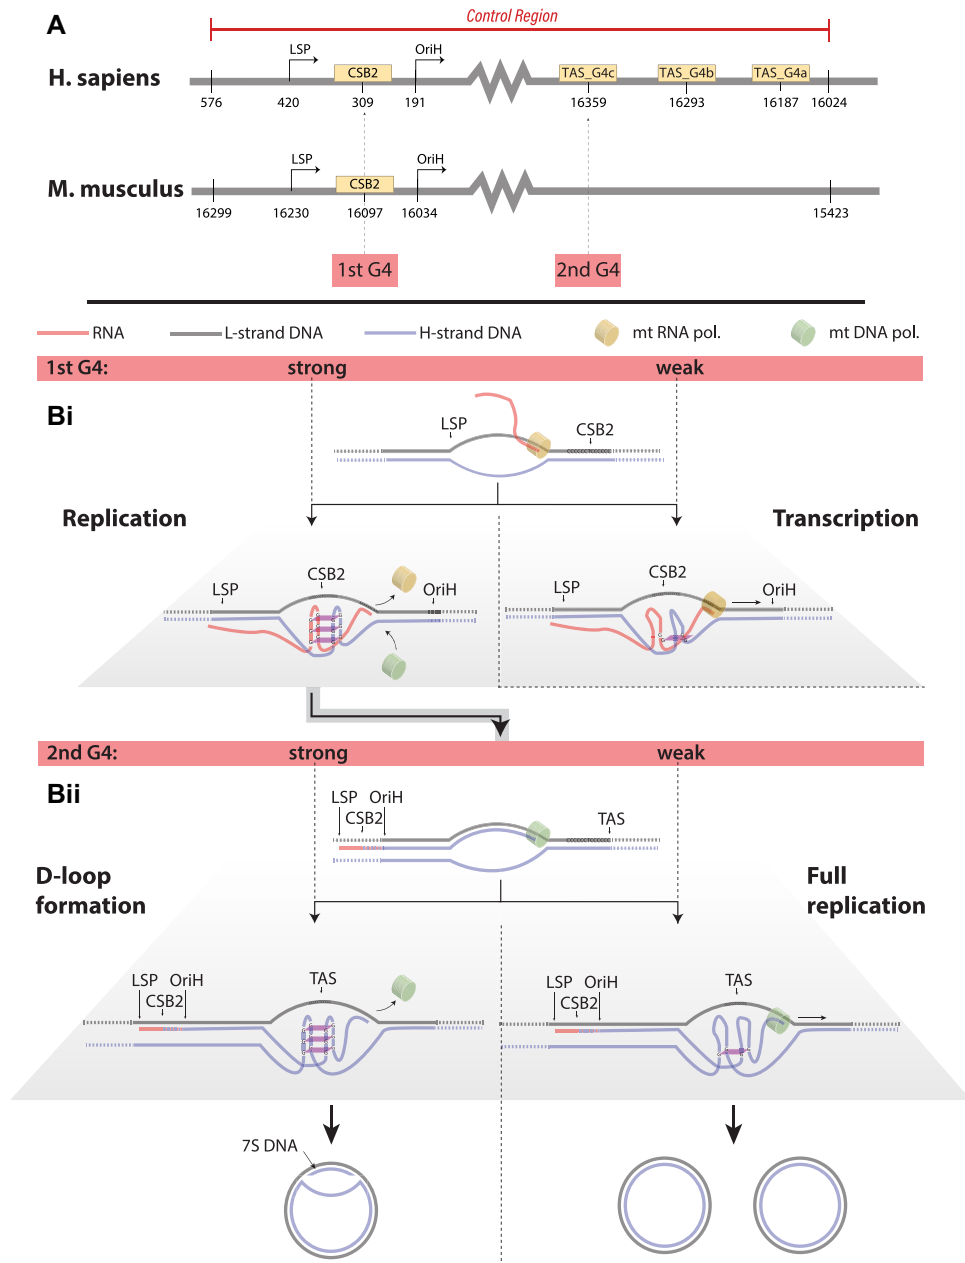 A
Control Region
H. sapiens
LSP
CSB2
OriH
TAS_G4c
TAS_G4b
TAS_G4a
576
420
309
191
16359
16293
16187
16024
M. musculus
LSP
CSB2
OriH
16299
16230
16097
16034
15423
1st G4
2nd G4
RNA
L-strand DNA
H-strand DNA
mt RNA pol.
mt DNA pol.
1st G4:
strong
weak
Bi
LSP
CSB2
Replication
Transcription
LSP
CSB2
OriH
LSP
CSB2
OriH
2nd G4:
strong
weak
Bii
LSP
OriH
CSB2
TAS
D-loop
formation
Full
replication
LSP
OriH
CSB2
TAS
LSP
OriH
CSB2
TAS
7S DNA